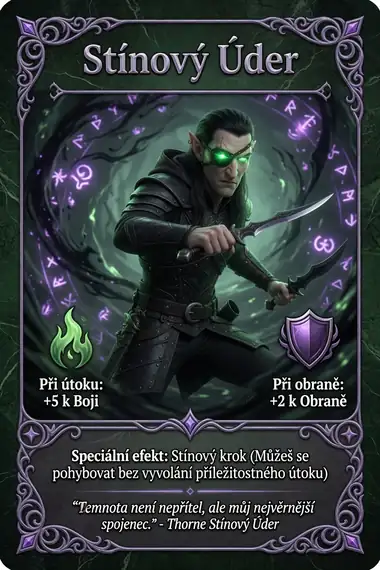 Stínový Úder
Při útoku:
+5 k Boji
Při obraně:
+2 k Obraně
Speciální efekt: Stínový krok (Můžeš se
pohybovat bez vyvolání příležitostného útoku)
“Temnota není nepřítel, ale můj nejvěrnější
spojenec.” - Thorne Stínový Úder